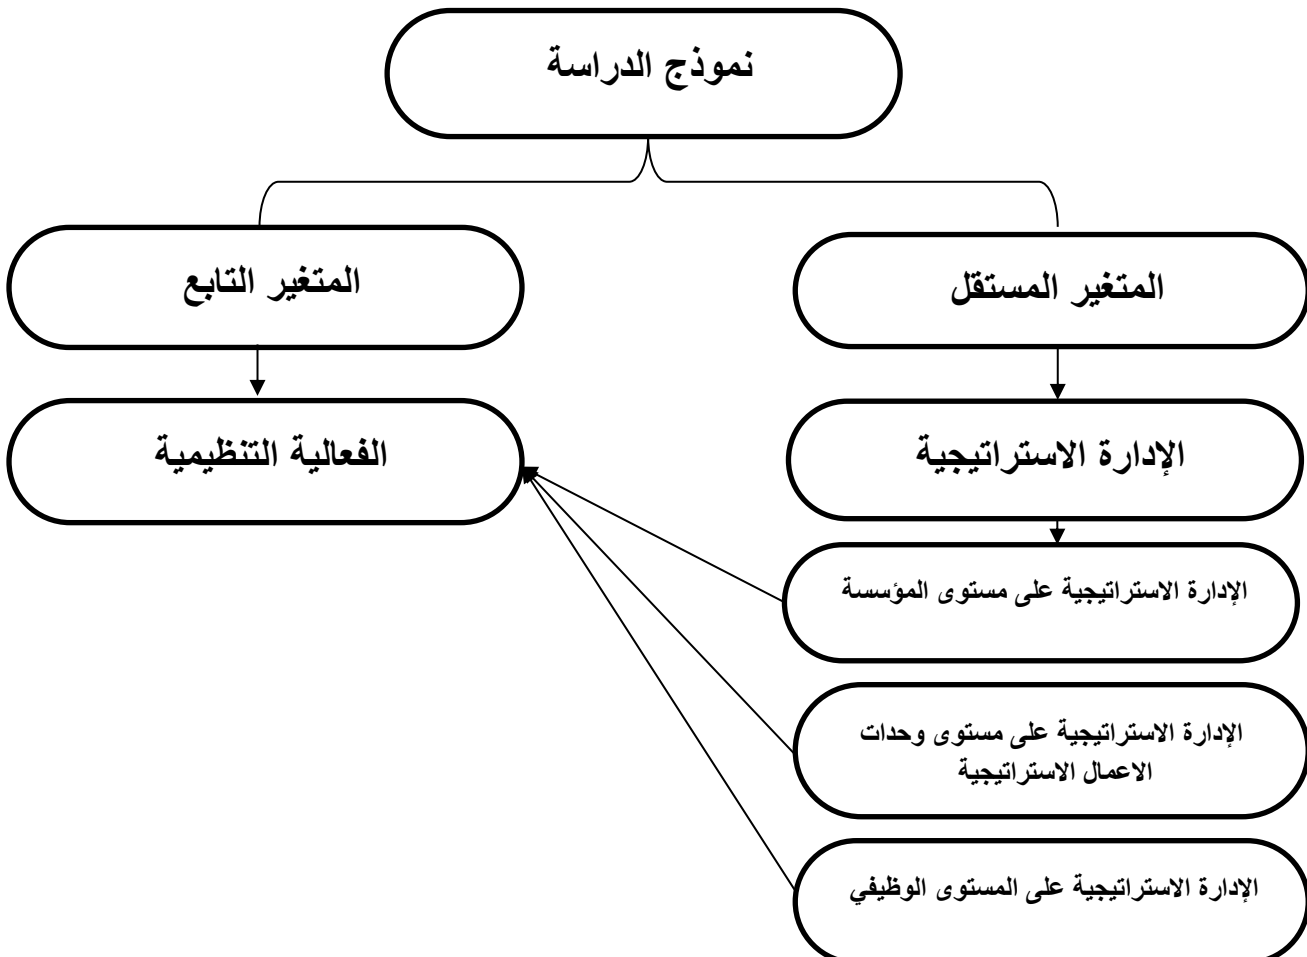 نموذج الدراسة
المتغير المستقل
المتغير التابع
الإدارة الاستراتيجية
الفعالية التنظيمية
الإدارة الاستراتيجية على مستوى المؤسسة
الإدارة الاستراتيجية على مستوى وحدات
الاعمال الاستراتيجية
الإدارة الاستراتيجية على المستوى الوظيفي